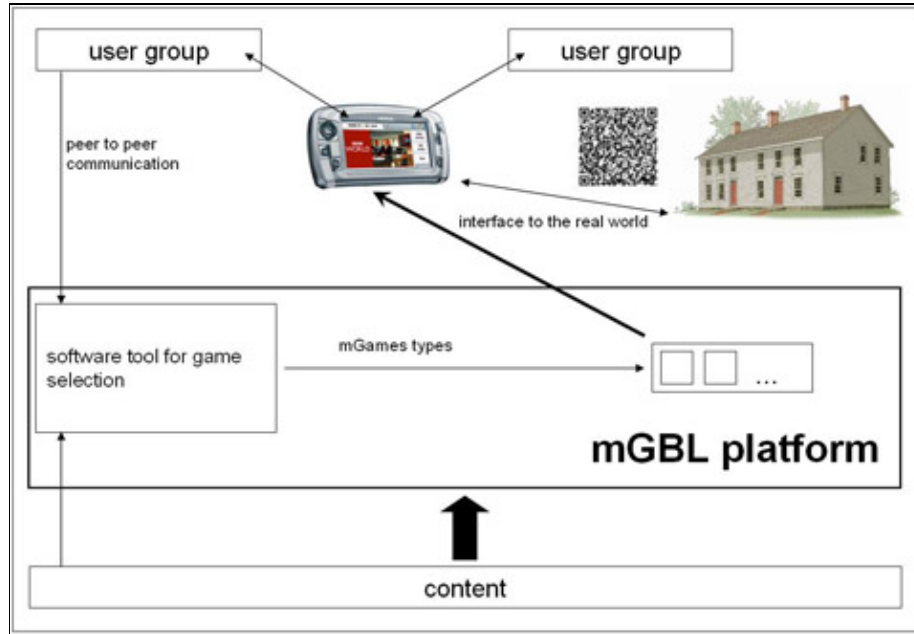 user group
user group
peer to peer
communication
WORLD
interface to the real world
software tool for game
selection
mGames types
...
mGBL platform
content